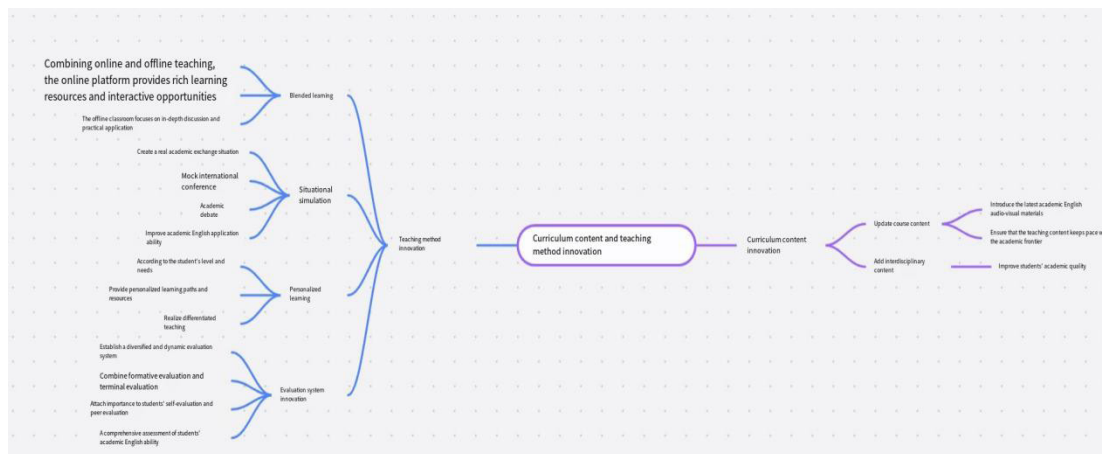 Combining online and offline teaching,
the online platform provides rich learning
resources and interactive opportunities
The offline classroom focuses on in-depth discussion and
practical application
Blended learning
Create a real academic exchange situation
Mock international
conference
Academic
debate
Improve academic English application
ability
Situational
simulation
According to the student's level and
needs
Provide personalized learning paths and
resources
Realize differentiated
teaching
Personalized
learning
Establish a diversified and dynamic evaluation
system
Combine formative evaluation and
terminal evaluation
Attach importance to students' self-evaluation and
peer evaluation
A comprehensive assessment of students'
academic English ability
Evaluation system
innovation
Teaching method
innovation
Curriculum content and teaching
method innovation
Curriculum content
innovation
Update course content
Introduce the latest academic English
audio-visual materials
Ensure that the teaching content keeps pace
the academic frontier
Add interdisciplinary
content
Improve students' academic quality